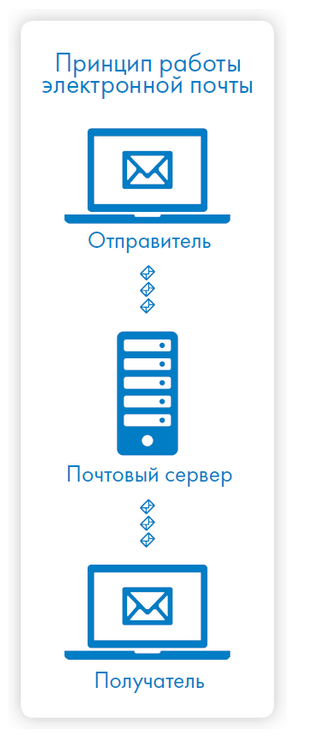 Принцип работы
электронной почты
Отправитель
Почтовый сервер
Получатель